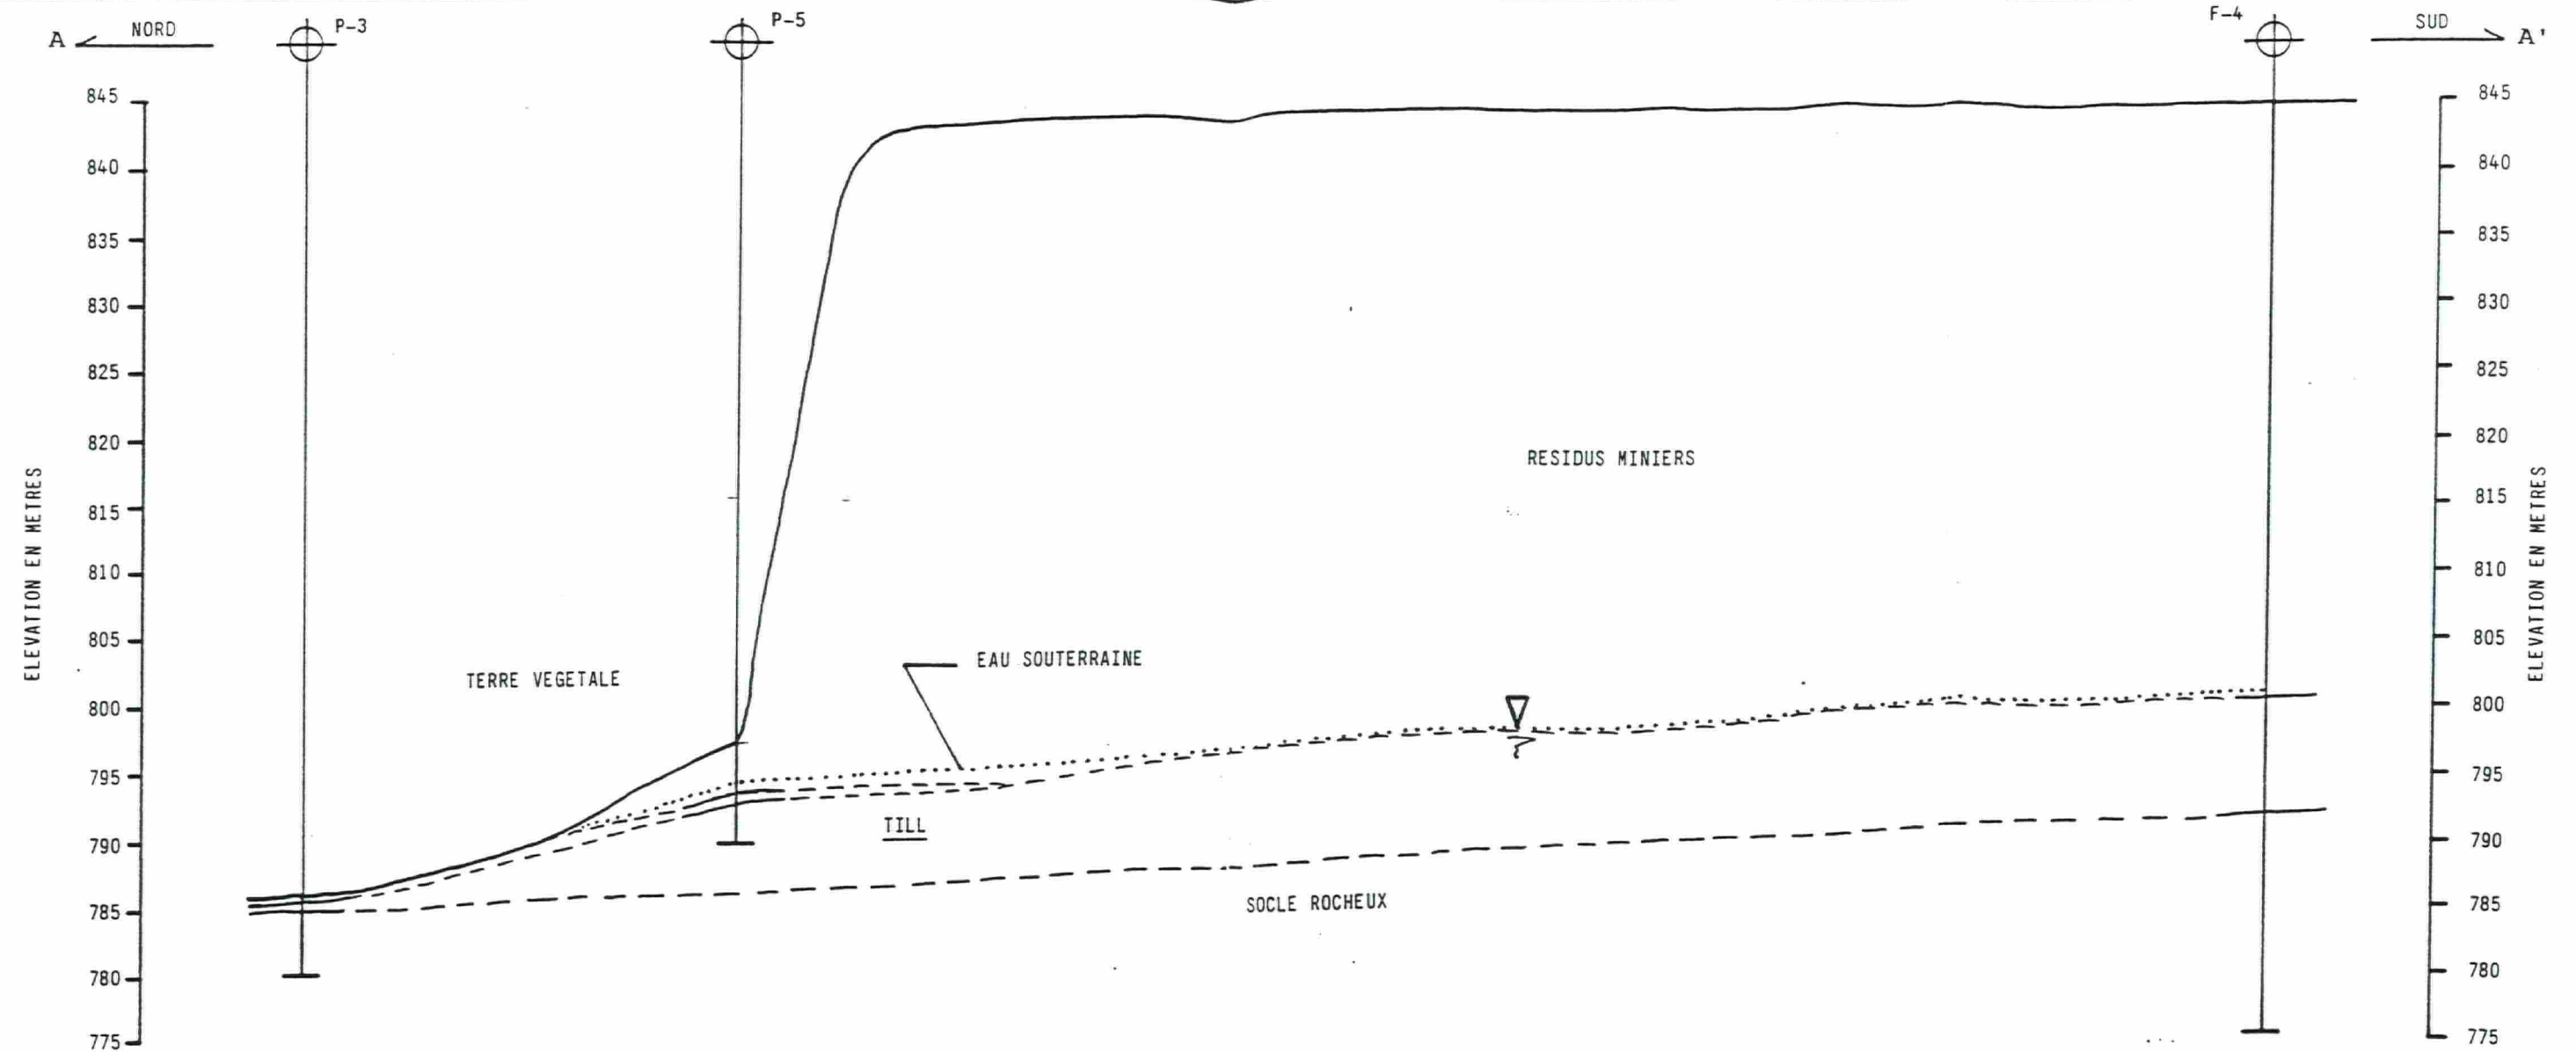 A NORD P-3 P-5 F-4 SUD A'
845 845
840 840
835 835
830 830
825 825
820 820
RESIDUS MINIERS
815 815
ELEVATION EN METRES
ELEVATION EN METRES
810 810
805 805
EAU SOUTERRAINE
TERRE VEGETALE
800 800
795 795
TILL
790 790
SOCLE ROCHEUX
785 785
780 780
775 775